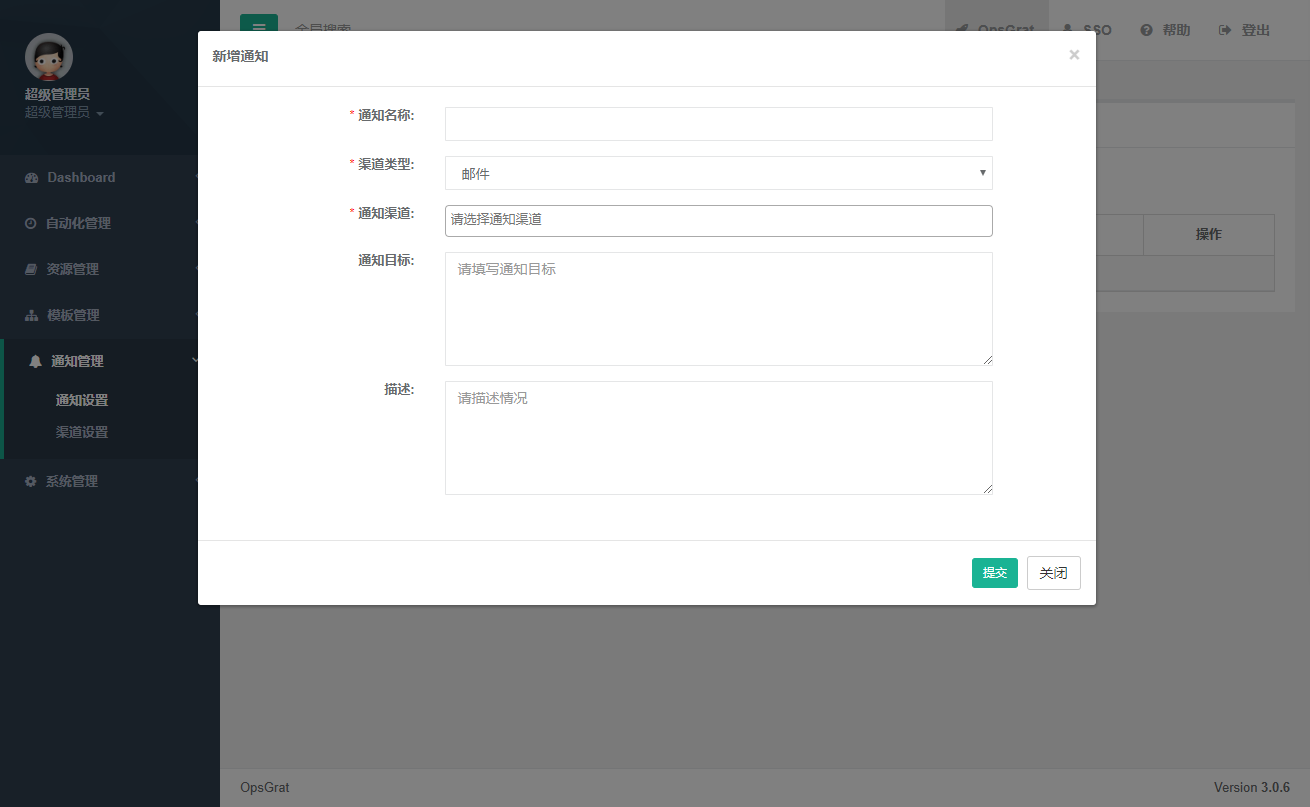 全局搜索
OpsGrat
SSO
帮助
登出
超级管理员
超级管理员
Dashboard
自动化管理
资源管理
模板管理
通知管理
通知设置
渠道设置
系统管理
新增通知
×
* 通知名称:
* 渠道类型:
邮件
* 通知渠道:
请选择通知渠道
通知目标:
请填写通知目标
描述:
请描述情况
提交
关闭
操作
OpsGrat
Version 3.0.6